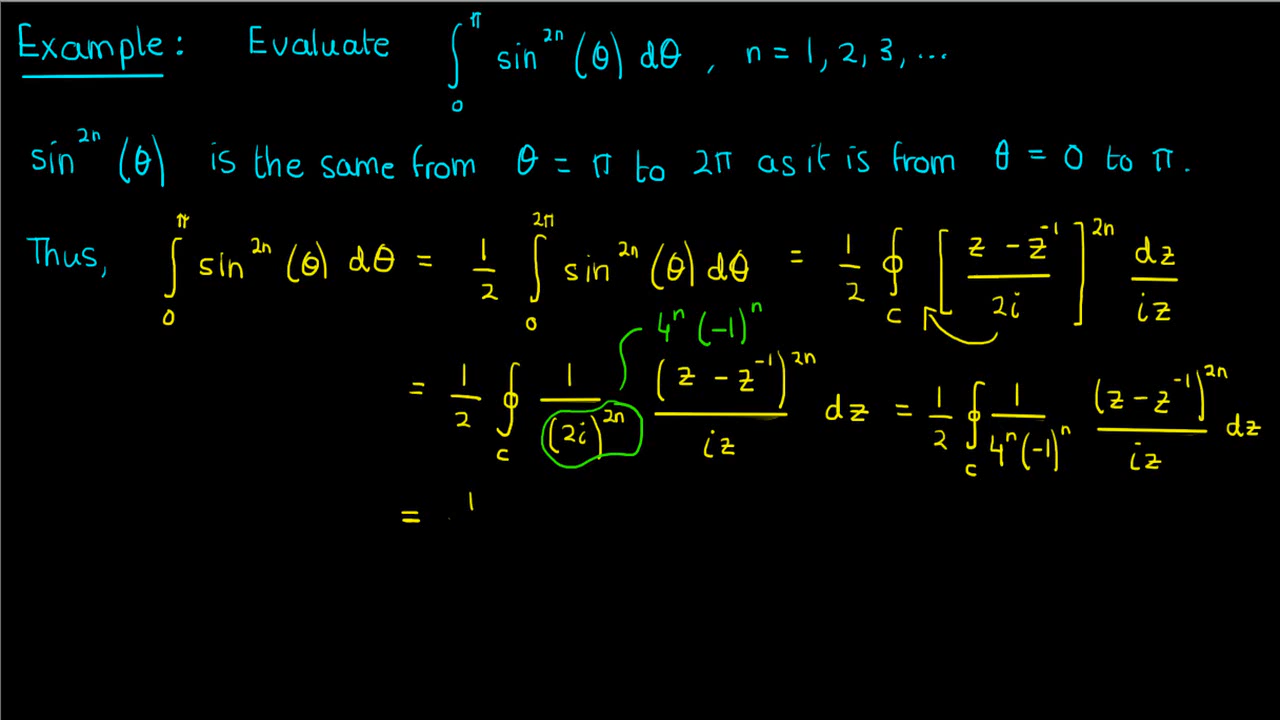 Example: Evaluate ∫₀^π sin^{2n}(θ) dθ , n = 1, 2, 3, ...
sin^{2n}(θ) is the same from θ = π to 2π as it is from θ = 0 to π.
Thus, ∫₀^π sin^{2n}(θ) dθ = 1/2 ∫₀^{2π} sin^{2n}(θ) dθ = 1/2 ∮_C [(z - z^{-1})/2i]^{2n} dz/iz
4^n (-1)^n
= 1/2 ∮_C 1/(2i)^{2n} (z - z^{-1})^{2n}/iz dz = 1/2 ∮_C 1/4^n(-1)^n (z - z^{-1})^{2n}/iz dz
= 1